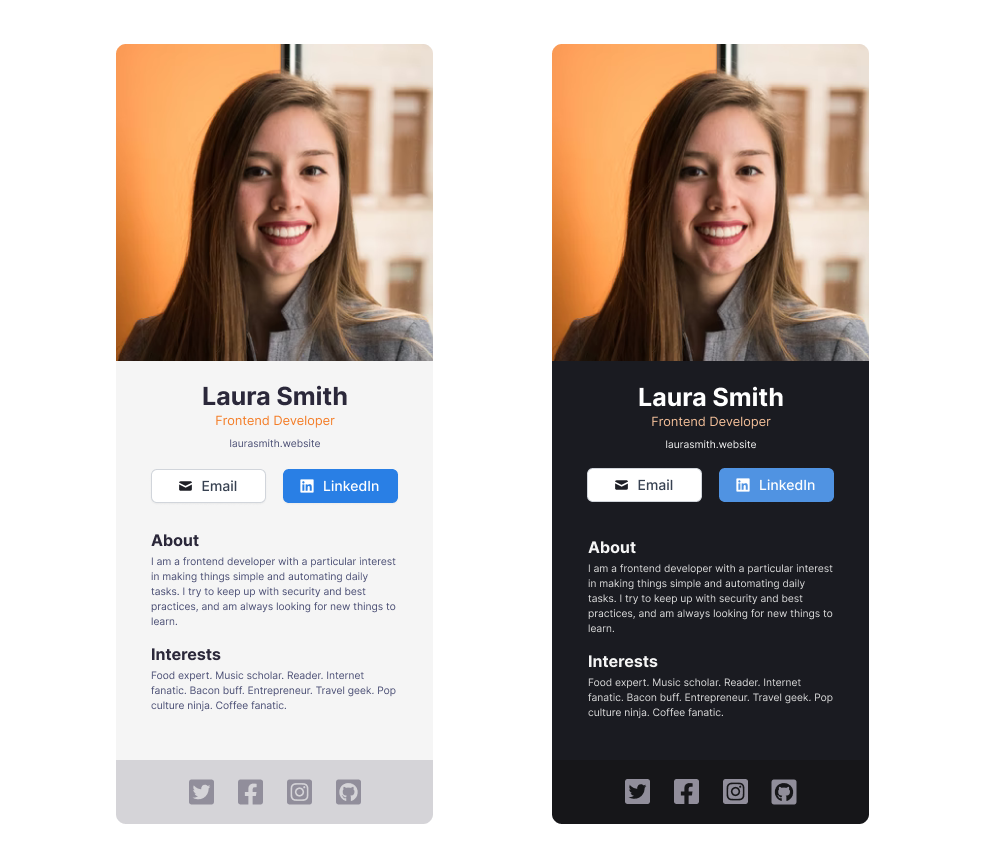 Laura Smith
Frontend Developer
laurasmith.website
Email
LinkedIn
About
I am a frontend developer with a particular interest
in making things simple and automating daily
tasks. I try to keep up with security and best
practices, and am always looking for new things to
learn.
Interests
Food expert. Music scholar. Reader. Internet
fanatic. Bacon buff. Entrepreneur. Travel geek. Pop
culture ninja. Coffee fanatic.
Laura Smith
Frontend Developer
laurasmith.website
Email
LinkedIn
About
I am a frontend developer with a particular interest
in making things simple and automating daily
tasks. I try to keep up with security and best
practices, and am always looking for new things to
learn.
Interests
Food expert. Music scholar. Reader. Internet
fanatic. Bacon buff. Entrepreneur. Travel geek. Pop
culture ninja. Coffee fanatic.